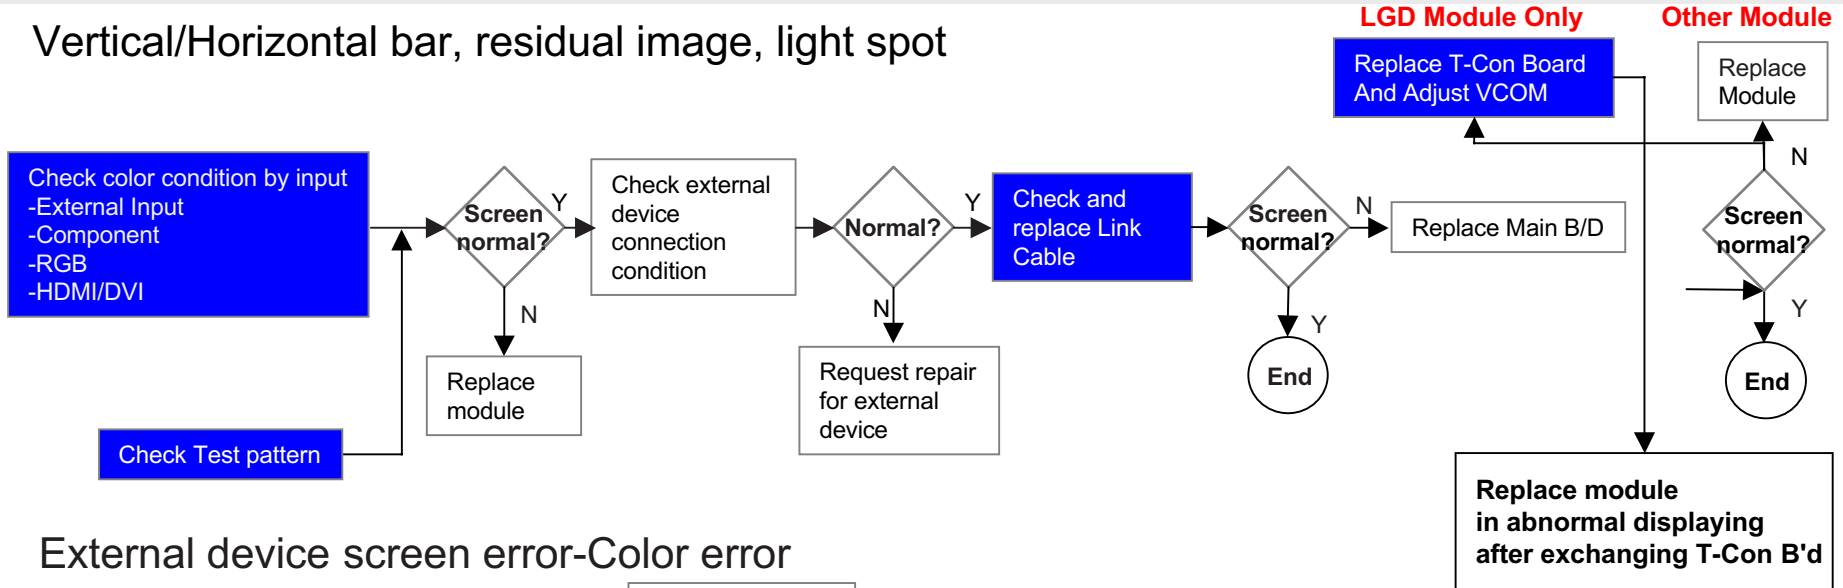 LGD Module Only
Other Module
Vertical/Horizontal bar, residual image, light spot
Replace T-Con Board
And Adjust VCOM
Replace
Module
N
Check color condition by input
-External Input
-Component
-RGB
-HDMI/DVI
Screen
normal?
Y
N
Check external
device
connection
condition
Normal?
Y
N
Check and
replace Link
Cable
Screen
normal?
N
Y
Replace Main B/D
Screen
normal?
Y
Replace
module
Request repair
for external
device
End
End
Check Test pattern
Replace module
in abnormal displaying
after exchanging T-Con B'd
External device screen error-Color error